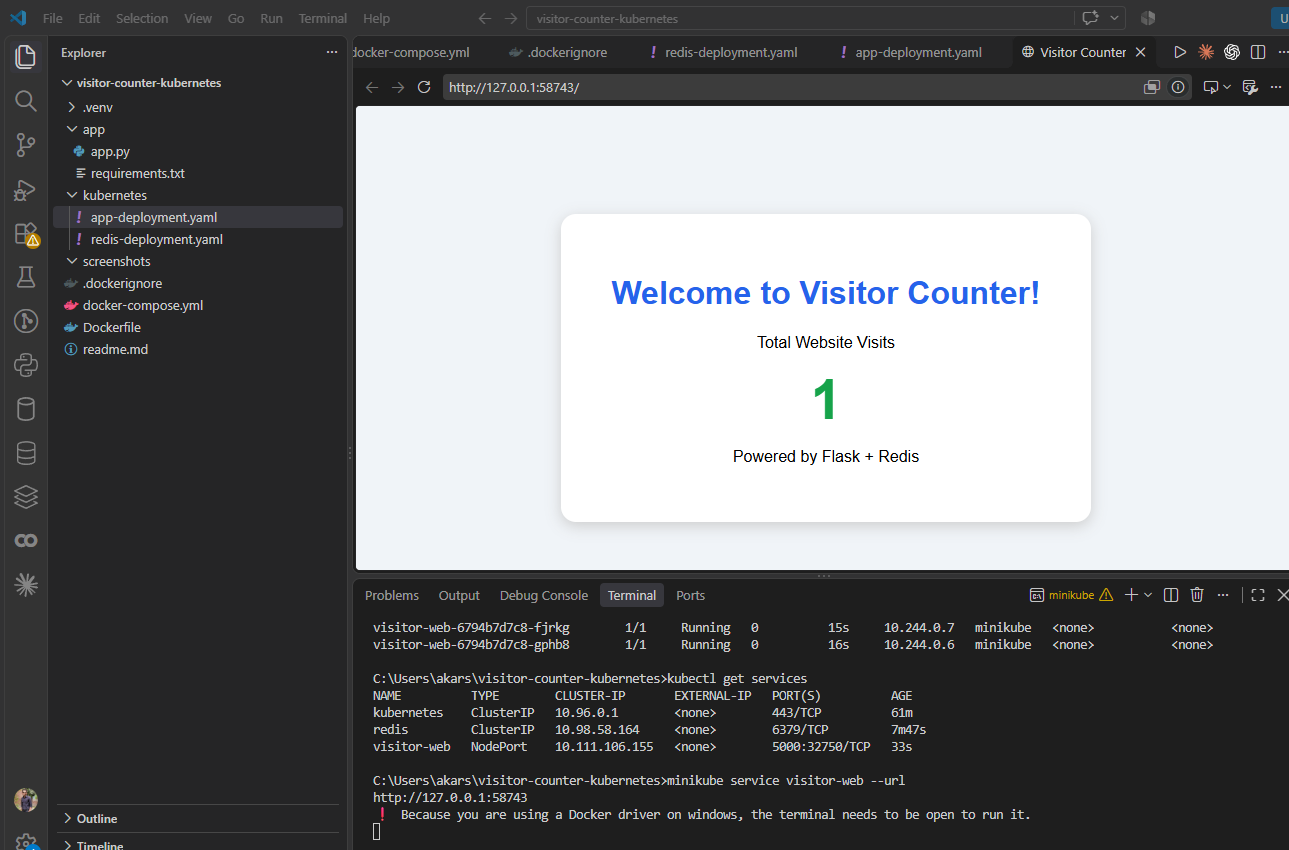 File Edit Selection View Go Run Terminal Help
visitor-counter-kubernetes
Explorer
visitor-counter-kubernetes
.venv
app
app.py
requirements.txt
kubernetes
app-deployment.yaml
redis-deployment.yaml
screenshots
.dockerignore
docker-compose.yml
Dockerfile
readme.md
Outline
Timeline
docker-compose.yml .dockerignore redis-deployment.yaml app-deployment.yaml Visitor Counter
http://127.0.0.1:58743/
Welcome to Visitor Counter!
Total Website Visits
1
Powered by Flask + Redis
Problems Output Debug Console Terminal Ports
minikube
visitor-web-6794b7d7c8-fjrkg 1/1 Running 0 15s 10.244.0.7 minikube <none> <none>
visitor-web-6794b7d7c8-gphb8 1/1 Running 0 16s 10.244.0.6 minikube <none> <none>
C:\Users\akars\visitor-counter-kubernetes>kubectl get services
NAME TYPE CLUSTER-IP EXTERNAL-IP PORT(S) AGE
kubernetes ClusterIP 10.96.0.1 <none> 443/TCP 61m
redis ClusterIP 10.98.58.164 <none> 6379/TCP 7m47s
visitor-web NodePort 10.111.106.155 <none> 5000:32750/TCP 33s
C:\Users\akars\visitor-counter-kubernetes>minikube service visitor-web --url
http://127.0.0.1:58743
❗ Because you are using a Docker driver on windows, the terminal needs to be open to run it.